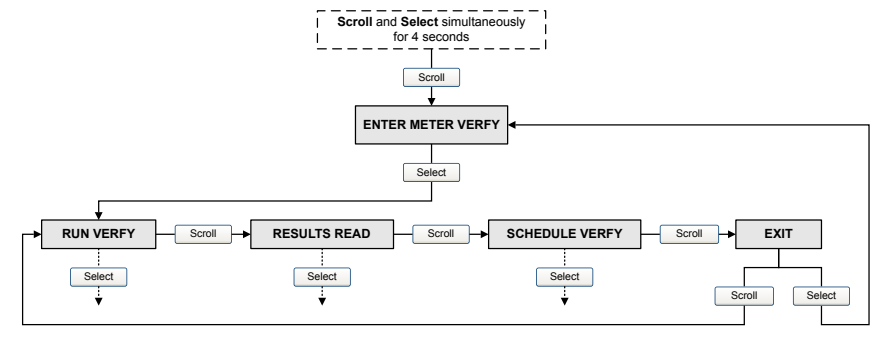 Scroll and Select simultaneously
for 4 seconds
Scroll
ENTER METER VERFY
Select
RUN VERFY
Scroll
RESULTS READ
Scroll
SCHEDULE VERFY
Scroll
EXIT
Select
Select
Select
Scroll
Select